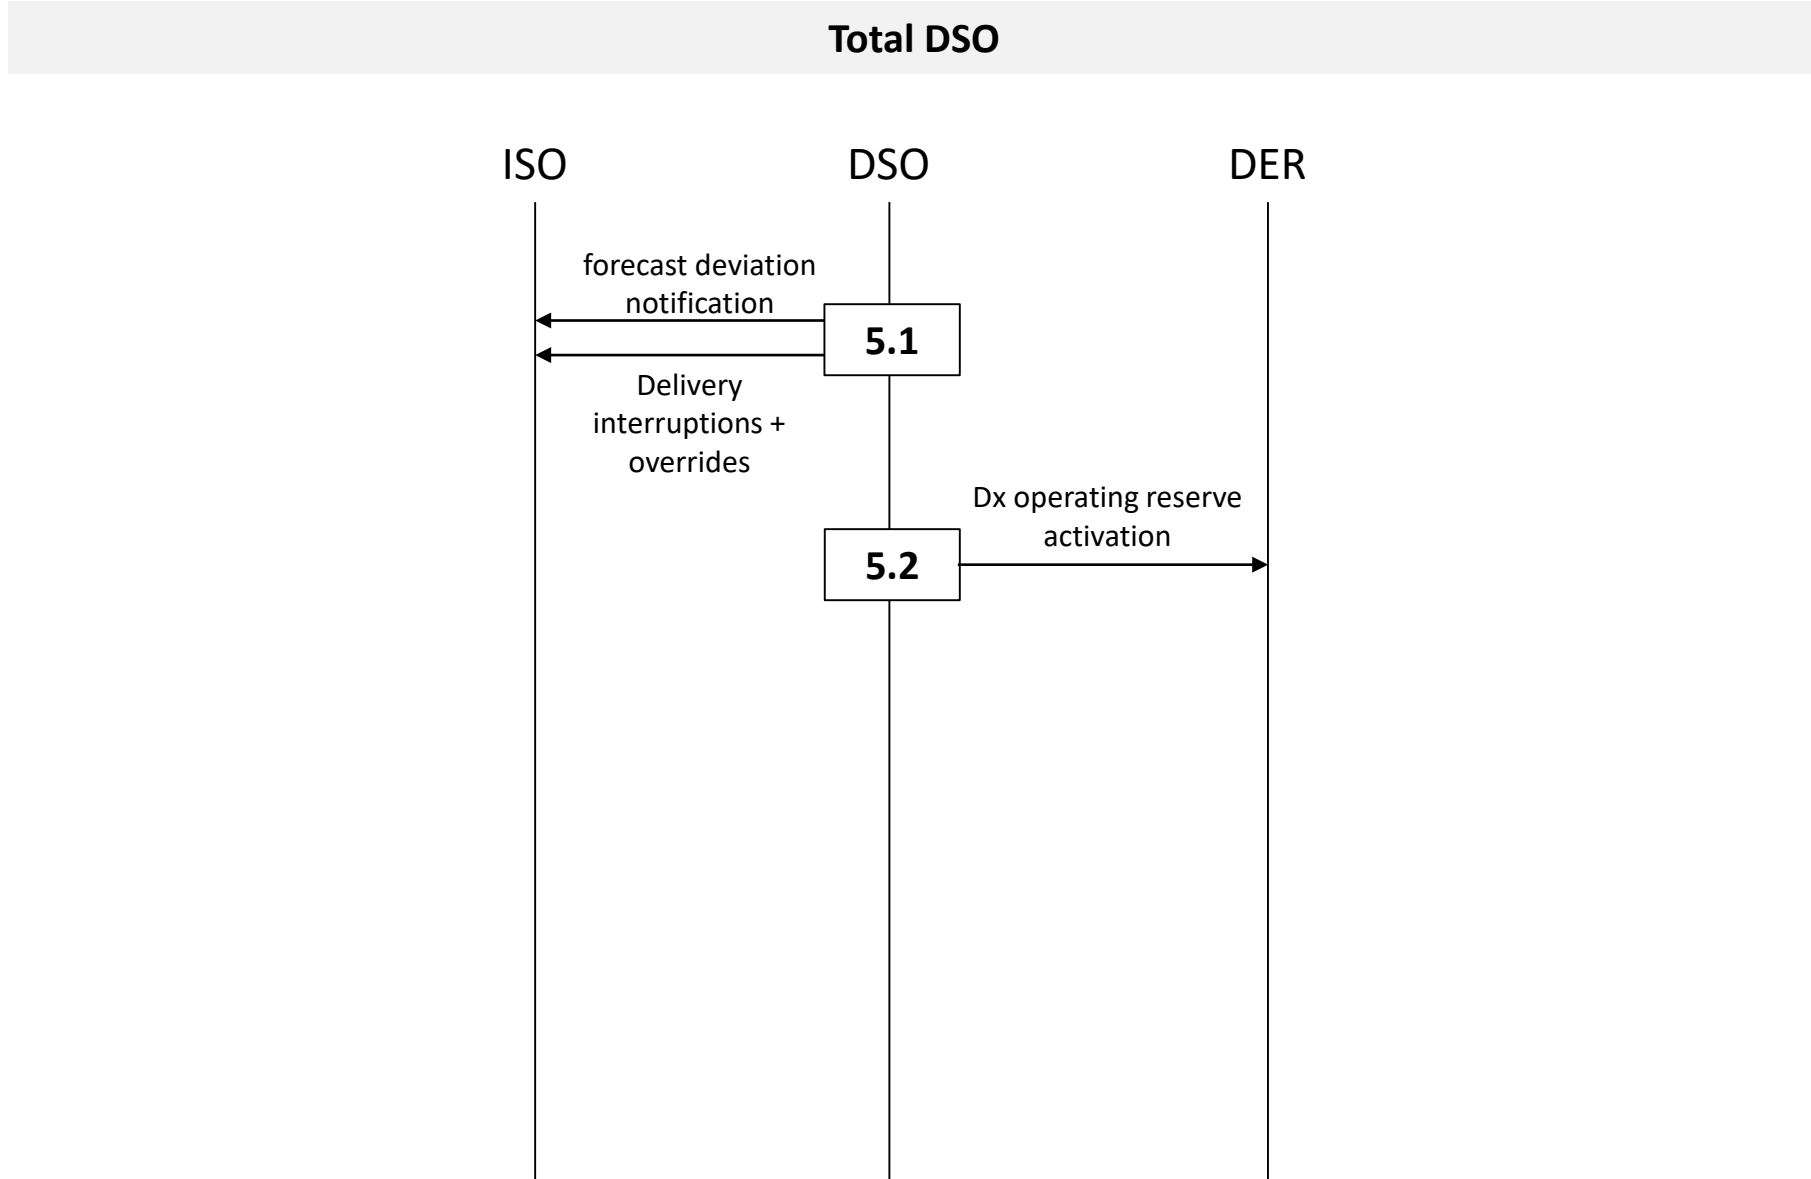 Total DSO
ISO
DSO
DER
forecast deviation
notification
5.1
Delivery
interruptions +
overrides
Dx operating reserve
activation
5.2